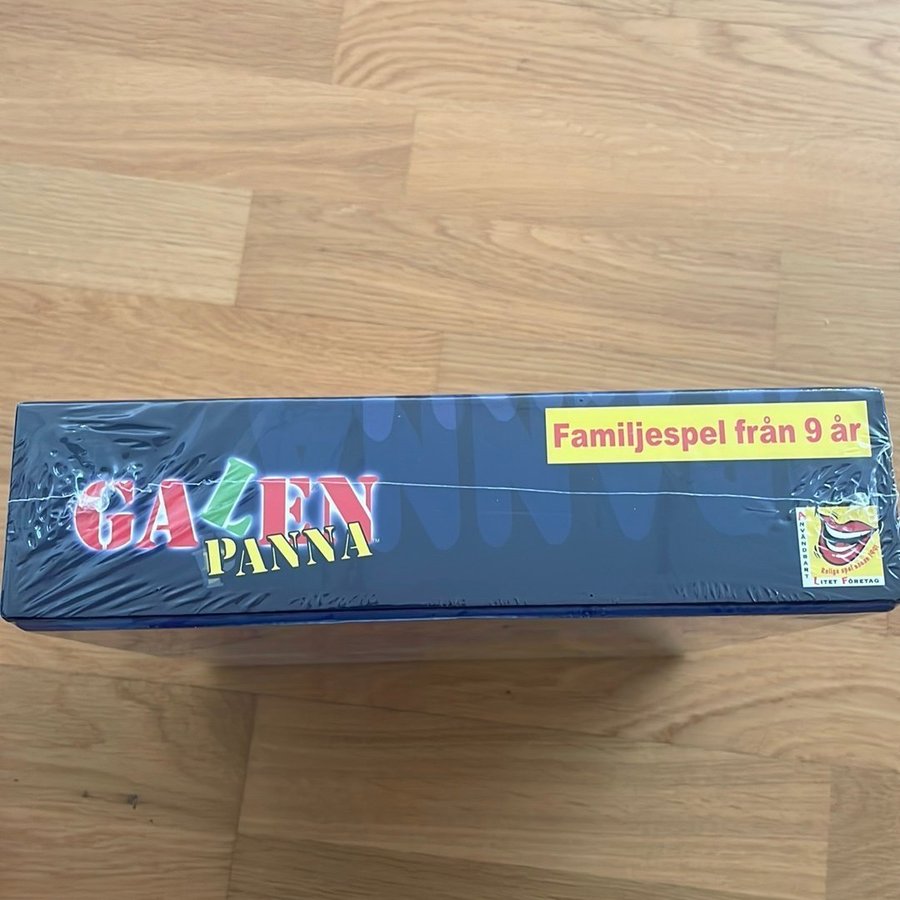 Familjespel från 9 år
GALEN
PANNA
ANVÄNDBART
LITET FÖRETAG